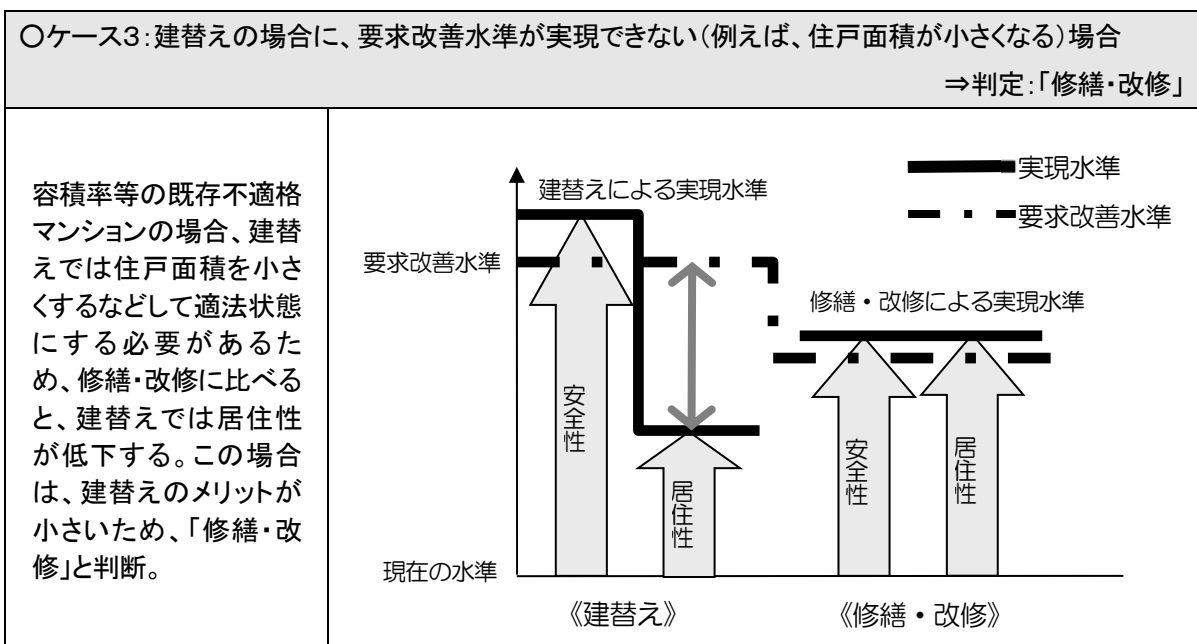 ○ケース3:建替えの場合に、要求改善水準が実現できない(例えば、住戸面積が小さくなる)場合
⇒判定:「修繕・改修」
容積率等の既存不適格
マンションの場合、建替
えでは住戸面積を小さ
くするなどして適法状態
にする必要があるた
め、修繕・改修に比べる
と、建替えでは居住性
が低下する。この場合
は、建替えのメリットが
小さいため、「修繕・改
修」と判断。
実現水準
要求改善水準
建替えによる実現水準
要求改善水準
修繕・改修による実現水準
安全性
居住性
安全性
居住性
現在の水準
《建替え》
《修繕・改修》